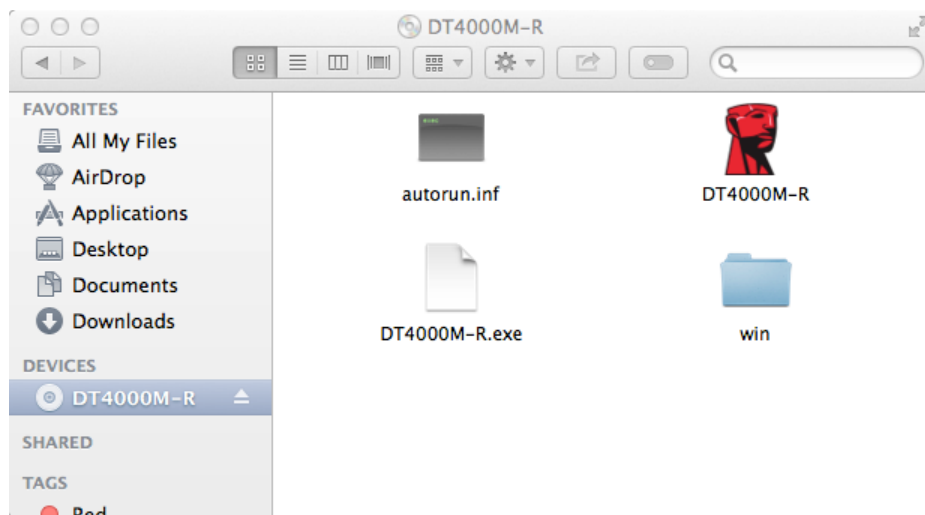 DT4000M-R
FAVORITES
All My Files
AirDrop
Applications
Desktop
Documents
Downloads
DEVICES
DT4000M-R
SHARED
TAGS
Red
autorun.inf
DT4000M-R
DT4000M-R.exe
win